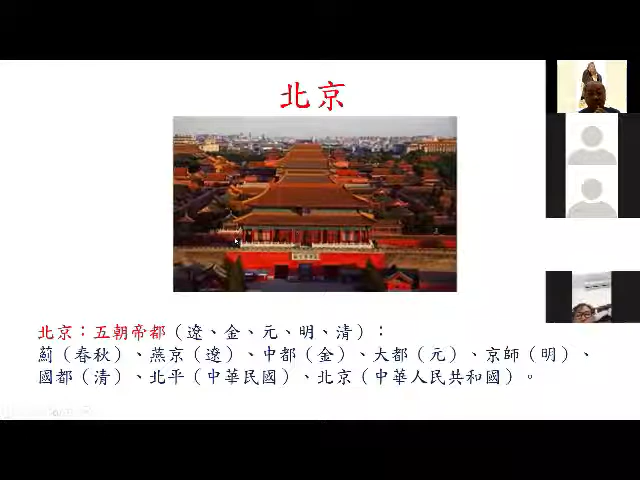 北京
北京：五朝帝都（遼、金、元、明、清）：
薊（春秋）、燕京（遼）、中都（金）、大都（元）、京師（明）、
國都（清）、北平（中華民國）、北京（中華人民共和國）。